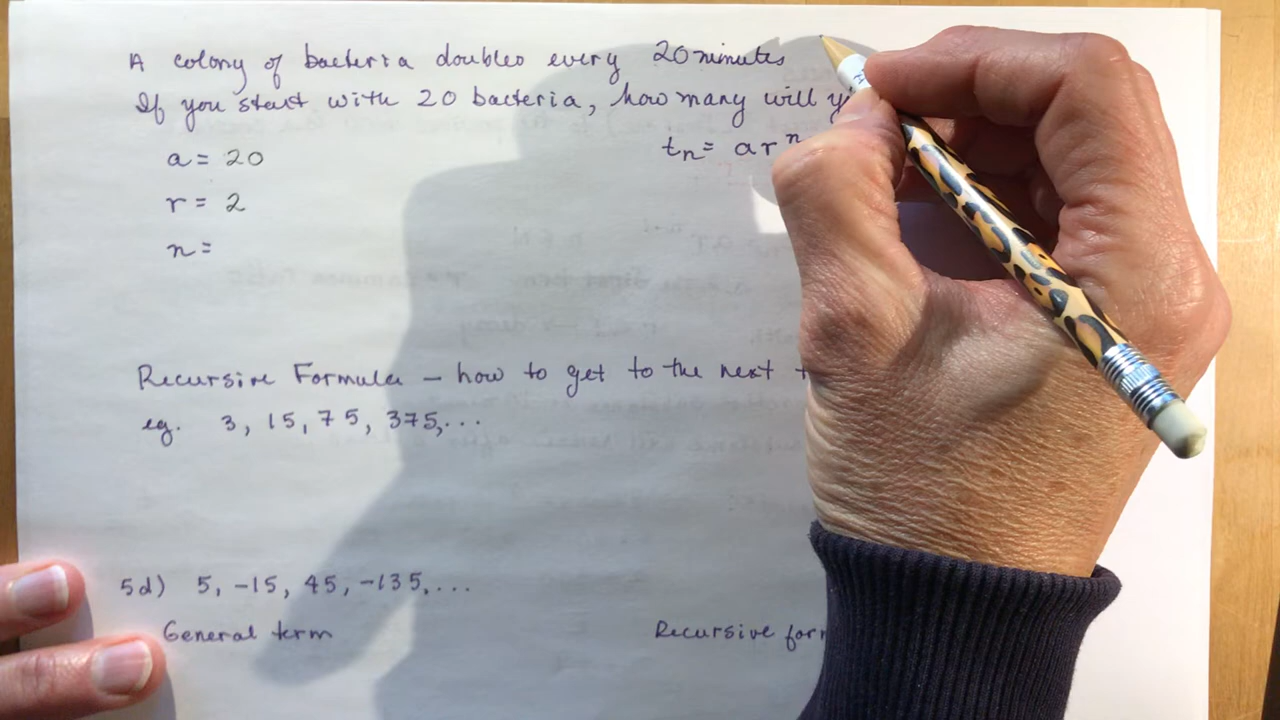 A colony of bacteria doubles every 20 minutes
If you start with 20 bacteria, how many will
a = 20
tn = ar^n
r = 2
n =
Recursive Formula – how to get to the next
eg. 3, 15, 75, 375,...
5d) 5, -15, 45, -135,...
General term
Recursive